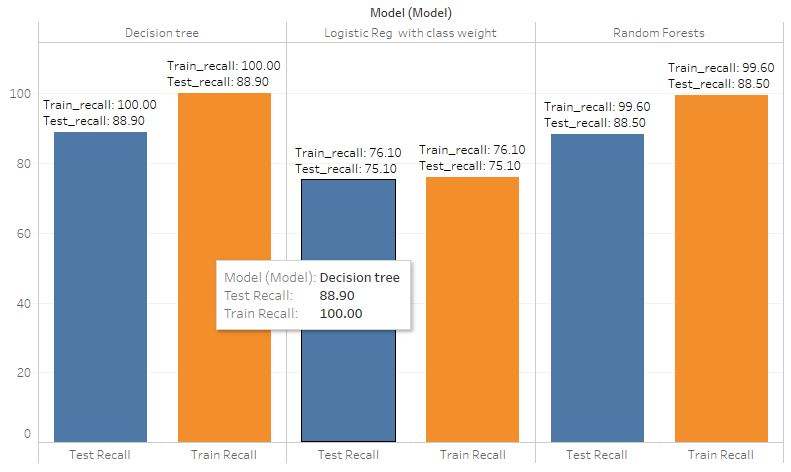 Model (Model)
Decision tree
Logistic Reg with class weight
Random Forests
Train_recall: 100.00
Test_recall: 88.90
Train_recall: 100.00
Test_recall: 88.90
Train_recall: 76.10
Test_recall: 75.10
Train_recall: 76.10
Test_recall: 75.10
Train_recall: 99.60
Test_recall: 88.50
Train_recall: 99.60
Test_recall: 88.50
100
80
60
40
20
0
Model (Model): Decision tree
Test Recall: 88.90
Train Recall: 100.00
Test Recall
Train Recall
Test Recall
Train Recall
Test Recall
Train Recall